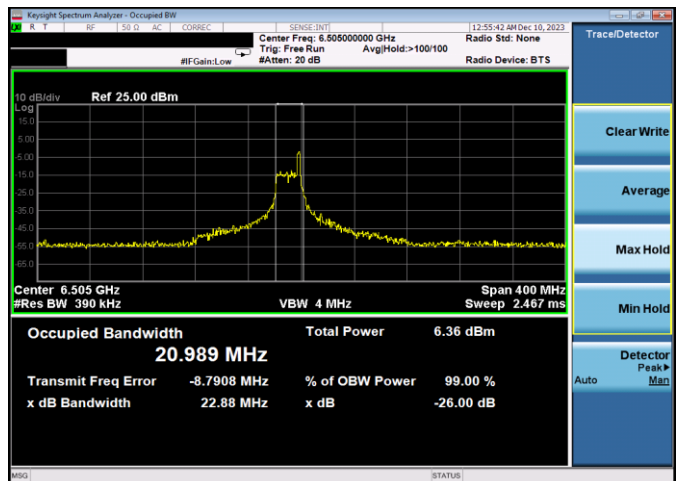 Keysight Spectrum Analyzer - Occupied BW
LXI R T RF 50 Ω AC CORREC SENSE:INT 12:55:42 AM Dec 10, 2023
Center Freq: 6.505000000 GHz Radio Std: None
Trig: Free Run Avg|Hold:>100/100
#IFGain:Low #Atten: 20 dB Radio Device: BTS
Trace/Detector
10 dB/div Ref 25.00 dBm
Log
15.0
5.00
-5.00
-15.0
-25.0
-35.0
-45.0
-55.0
-65.0
Center 6.505 GHz Span 400 MHz
#Res BW 390 kHz VBW 4 MHz Sweep 2.467 ms
Occupied Bandwidth Total Power 6.36 dBm
20.989 MHz
Transmit Freq Error -8.7908 MHz % of OBW Power 99.00 %
x dB Bandwidth 22.88 MHz x dB -26.00 dB
Clear Write
Average
Max Hold
Min Hold
Detector
Peak▶
Auto Man
MSG STATUS